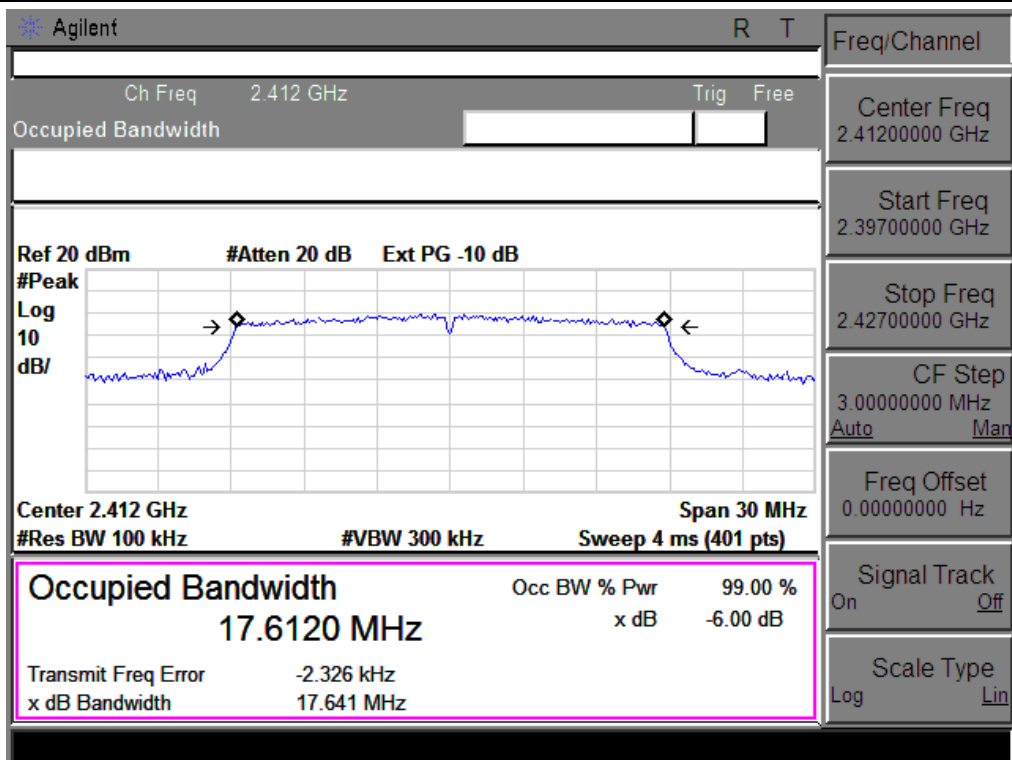 Agilent R T
Ch Freq 2.412 GHz Trig Free
Occupied Bandwidth
Ref 20 dBm #Atten 20 dB Ext PG -10 dB
#Peak
Log
10
dB/
Center 2.412 GHz Span 30 MHz
#Res BW 100 kHz #VBW 300 kHz Sweep 4 ms (401 pts)
Occupied Bandwidth Occ BW % Pwr 99.00 %
17.6120 MHz x dB -6.00 dB
Transmit Freq Error -2.326 kHz
x dB Bandwidth 17.641 MHz
Freq/Channel
Center Freq
2.41200000 GHz
Start Freq
2.39700000 GHz
Stop Freq
2.42700000 GHz
CF Step
3.00000000 MHz
Auto Man
Freq Offset
0.00000000 Hz
Signal Track
On Off
Scale Type
Log Lin